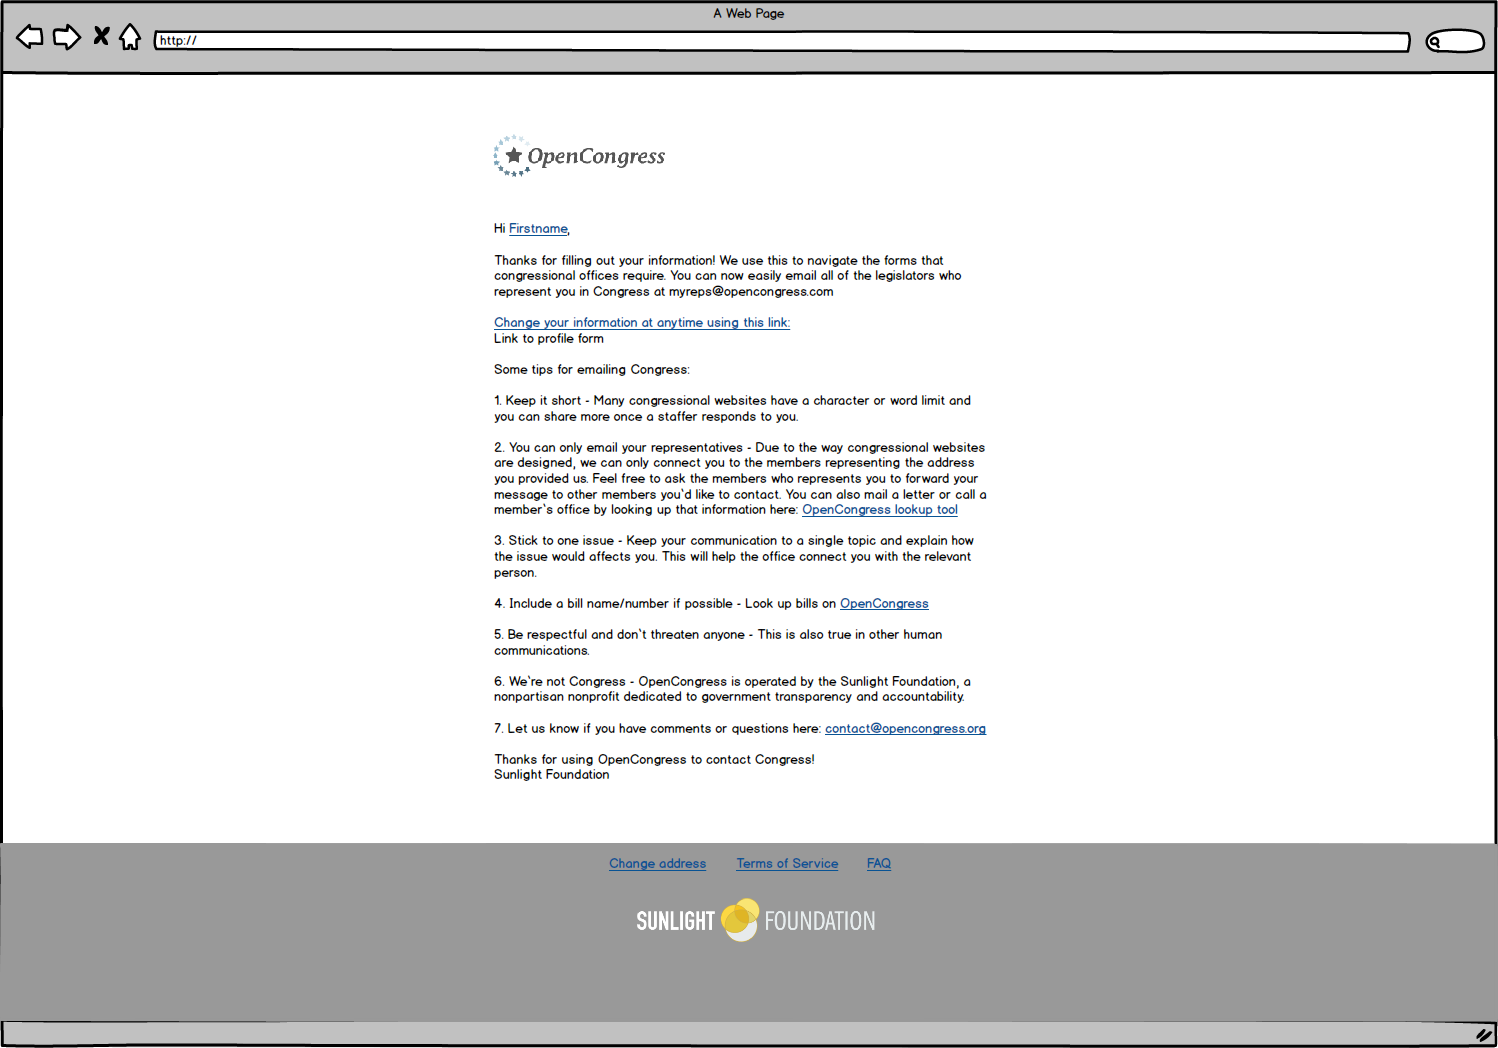 A Web Page
http://
OpenCongress
Hi Firstname,
Thanks for filling out your information! We use this to navigate the forms that
congressional offices require. You can now easily email all of the legislators who
represent you in Congress at myreps@opencongress.com
Change your information at anytime using this link:
Link to profile form
Some tips for emailing Congress:
1. Keep it short - Many congressional websites have a character or word limit and
you can share more once a staffer responds to you.
2. You can only email your representatives - Due to the way congressional websites
are designed, we can only connect you to the members representing the address
you provided us. Feel free to ask the members who represents you to forward your
message to other members you`d like to contact. You can also mail a letter or call a
member`s office by looking up that information here: OpenCongress lookup tool
3. Stick to one issue - Keep your communication to a single topic and explain how
the issue would affects you. This will help the office connect you with the relevant
person.
4. Include a bill name/number if possible - Look up bills on OpenCongress
5. Be respectful and don`t threaten anyone - This is also true in other human
communications.
6. We`re not Congress - OpenCongress is operated by the Sunlight Foundation, a
nonpartisan nonprofit dedicated to government transparency and accountability.
7. Let us know if you have comments or questions here: contact@opencongress.org
Thanks for using OpenCongress to contact Congress!
Sunlight Foundation
Change address Terms of Service FAQ
SUNLIGHT FOUNDATION